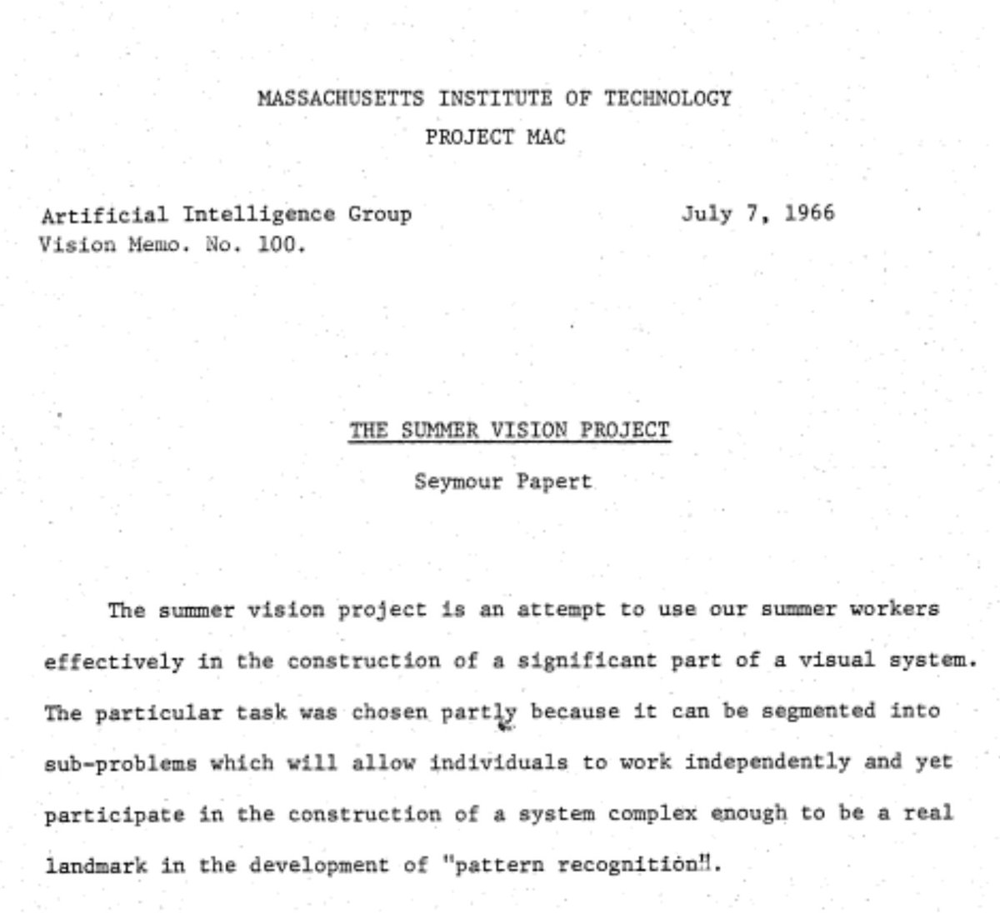 MASSACHUSETTS INSTITUTE OF TECHNOLOGY
PROJECT MAC
Artificial Intelligence Group July 7, 1966
Vision Memo. No. 100.
THE SUMMER VISION PROJECT
Seymour Papert
The summer vision project is an attempt to use our summer workers
effectively in the construction of a significant part of a visual system.
The particular task was chosen partly because it can be segmented into
sub-problems which will allow individuals to work independently and yet
participate in the construction of a system complex enough to be a real
landmark in the development of "pattern recognition".